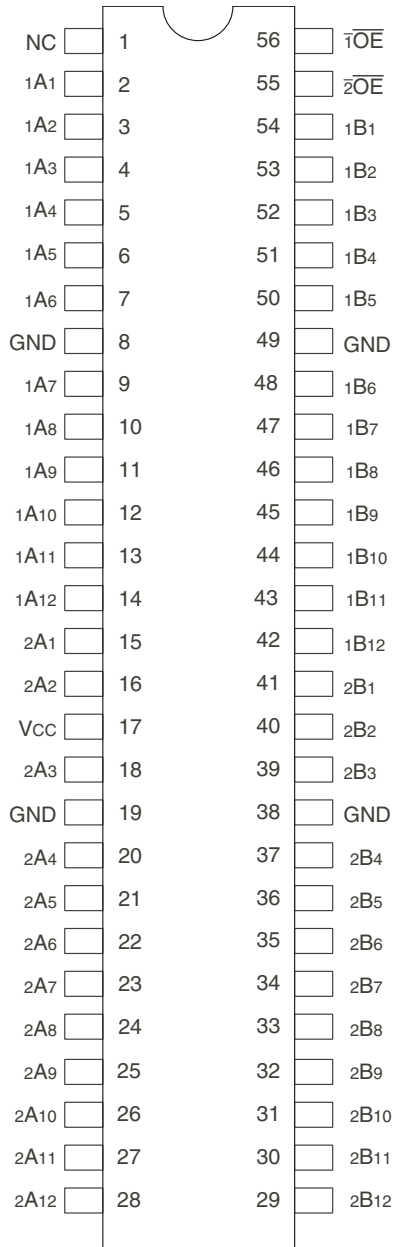 NC 1 56 1OE
1A1 2 55 2OE
1A2 3 54 1B1
1A3 4 53 1B2
1A4 5 52 1B3
1A5 6 51 1B4
1A6 7 50 1B5
GND 8 49 GND
1A7 9 48 1B6
1A8 10 47 1B7
1A9 11 46 1B8
1A10 12 45 1B9
1A11 13 44 1B10
1A12 14 43 1B11
2A1 15 42 1B12
2A2 16 41 2B1
VCC 17 40 2B2
2A3 18 39 2B3
GND 19 38 GND
2A4 20 37 2B4
2A5 21 36 2B5
2A6 22 35 2B6
2A7 23 34 2B7
2A8 24 33 2B8
2A9 25 32 2B9
2A10 26 31 2B10
2A11 27 30 2B11
2A12 28 29 2B12